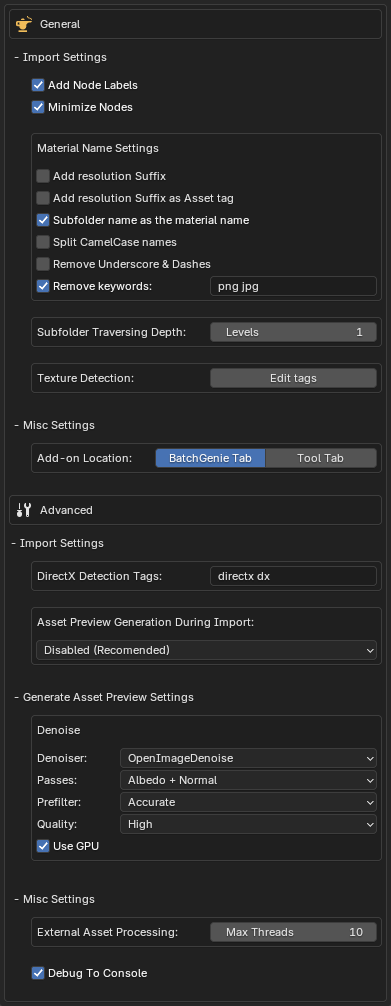 General
- Import Settings
Add Node Labels
Minimize Nodes
Material Name Settings
Add resolution Suffix
Add resolution Suffix as Asset tag
Subfolder name as the material name
Split CamelCase names
Remove Underscore & Dashes
Remove keywords: png jpg
Subfolder Traversing Depth: Levels 1
Texture Detection: Edit tags
- Misc Settings
Add-on Location: BatchGenie Tab Tool Tab
Advanced
- Import Settings
DirectX Detection Tags: directx dx
Asset Preview Generation During Import:
Disabled (Recomended)
- Generate Asset Preview Settings
Denoise
Denoiser: OpenImageDenoise
Passes: Albedo + Normal
Prefilter: Accurate
Quality: High
Use GPU
- Misc Settings
External Asset Processing: Max Threads 10
Debug To Console